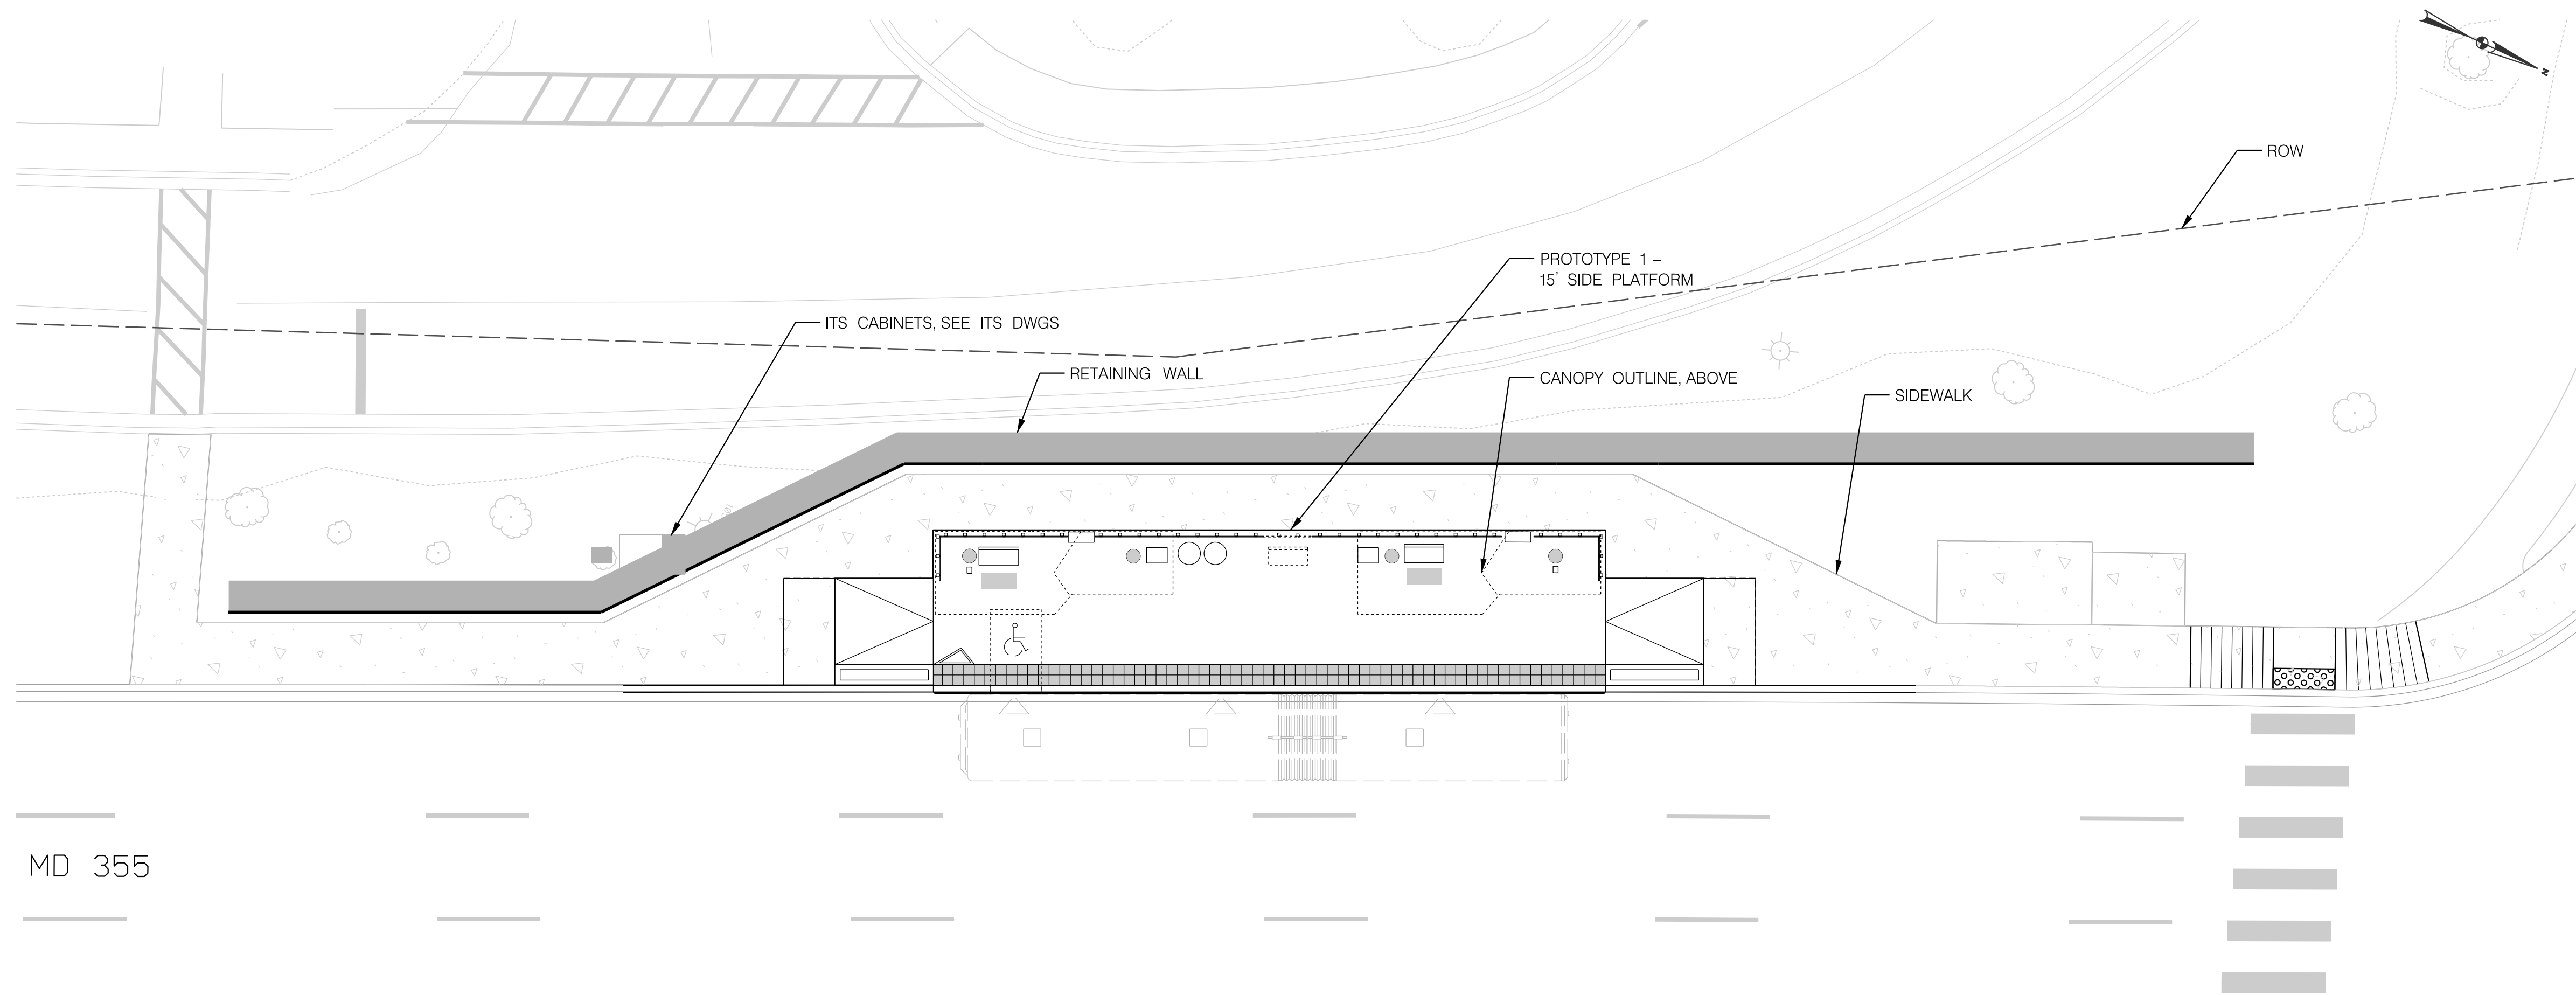 N
ROW
PROTOTYPE 1 –
15' SIDE PLATFORM
ITS CABINETS, SEE ITS DWGS
RETAINING WALL
CANOPY OUTLINE, ABOVE
SIDEWALK
MD 355